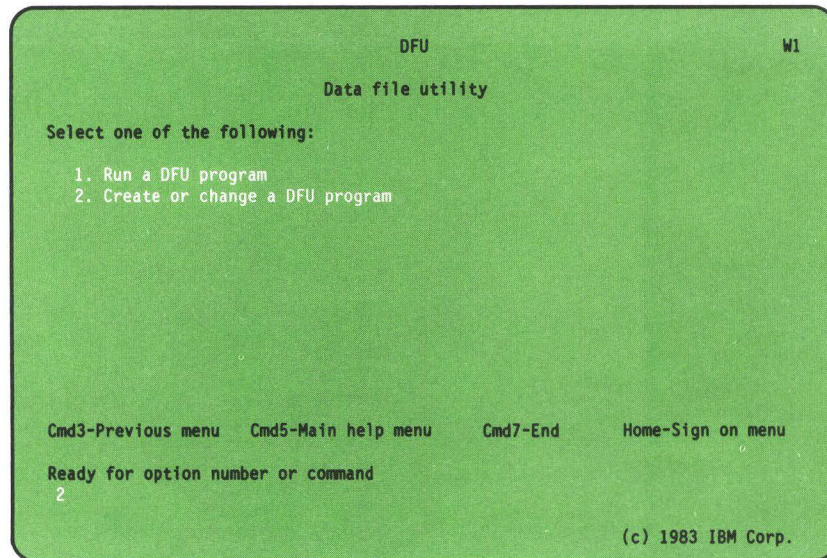 DFU W1
Data file utility
Select one of the following:
1. Run a DFU program
2. Create or change a DFU program
Cmd3-Previous menu Cmd5-Main help menu Cmd7-End Home-Sign on menu
Ready for option number or command
2
(c) 1983 IBM Corp.